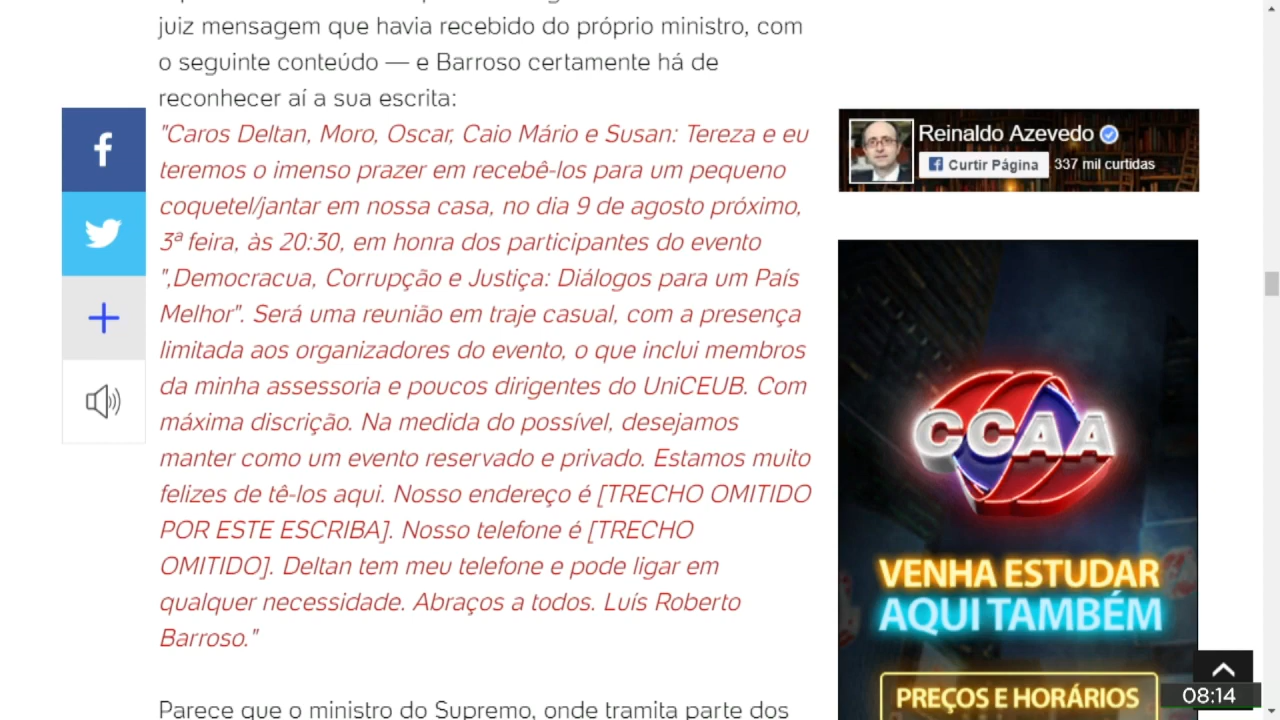 juiz mensagem que havia recebido do próprio ministro, com
o seguinte conteúdo — e Barroso certamente há de
reconhecer aí a sua escrita:
"Caros Deltan, Moro, Oscar, Caio Mário e Susan: Tereza e eu
teremos o imenso prazer em recebê-los para um pequeno
coquetel/jantar em nossa casa, no dia 9 de agosto próximo,
3ª feira, às 20:30, em honra dos participantes do evento
",Democracua, Corrupção e Justiça: Diálogos para um País
Melhor". Será uma reunião em traje casual, com a presença
limitada aos organizadores do evento, o que inclui membros
da minha assessoria e poucos dirigentes do UniCEUB. Com
máxima discrição. Na medida do possível, desejamos
manter como um evento reservado e privado. Estamos muito
felizes de tê-los aqui. Nosso endereço é [TRECHO OMITIDO
POR ESTE ESCRIBA]. Nosso telefone é [TRECHO
OMITIDO]. Deltan tem meu telefone e pode ligar em
qualquer necessidade. Abraços a todos. Luís Roberto
Barroso."
Parece que o ministro do Supremo, onde tramita parte dos
Reinaldo Azevedo
Curtir Página 337 mil curtidas
CCAA
VENHA ESTUDAR
AQUI TAMBÉM
PREÇOS E HORÁRIOS
08:14